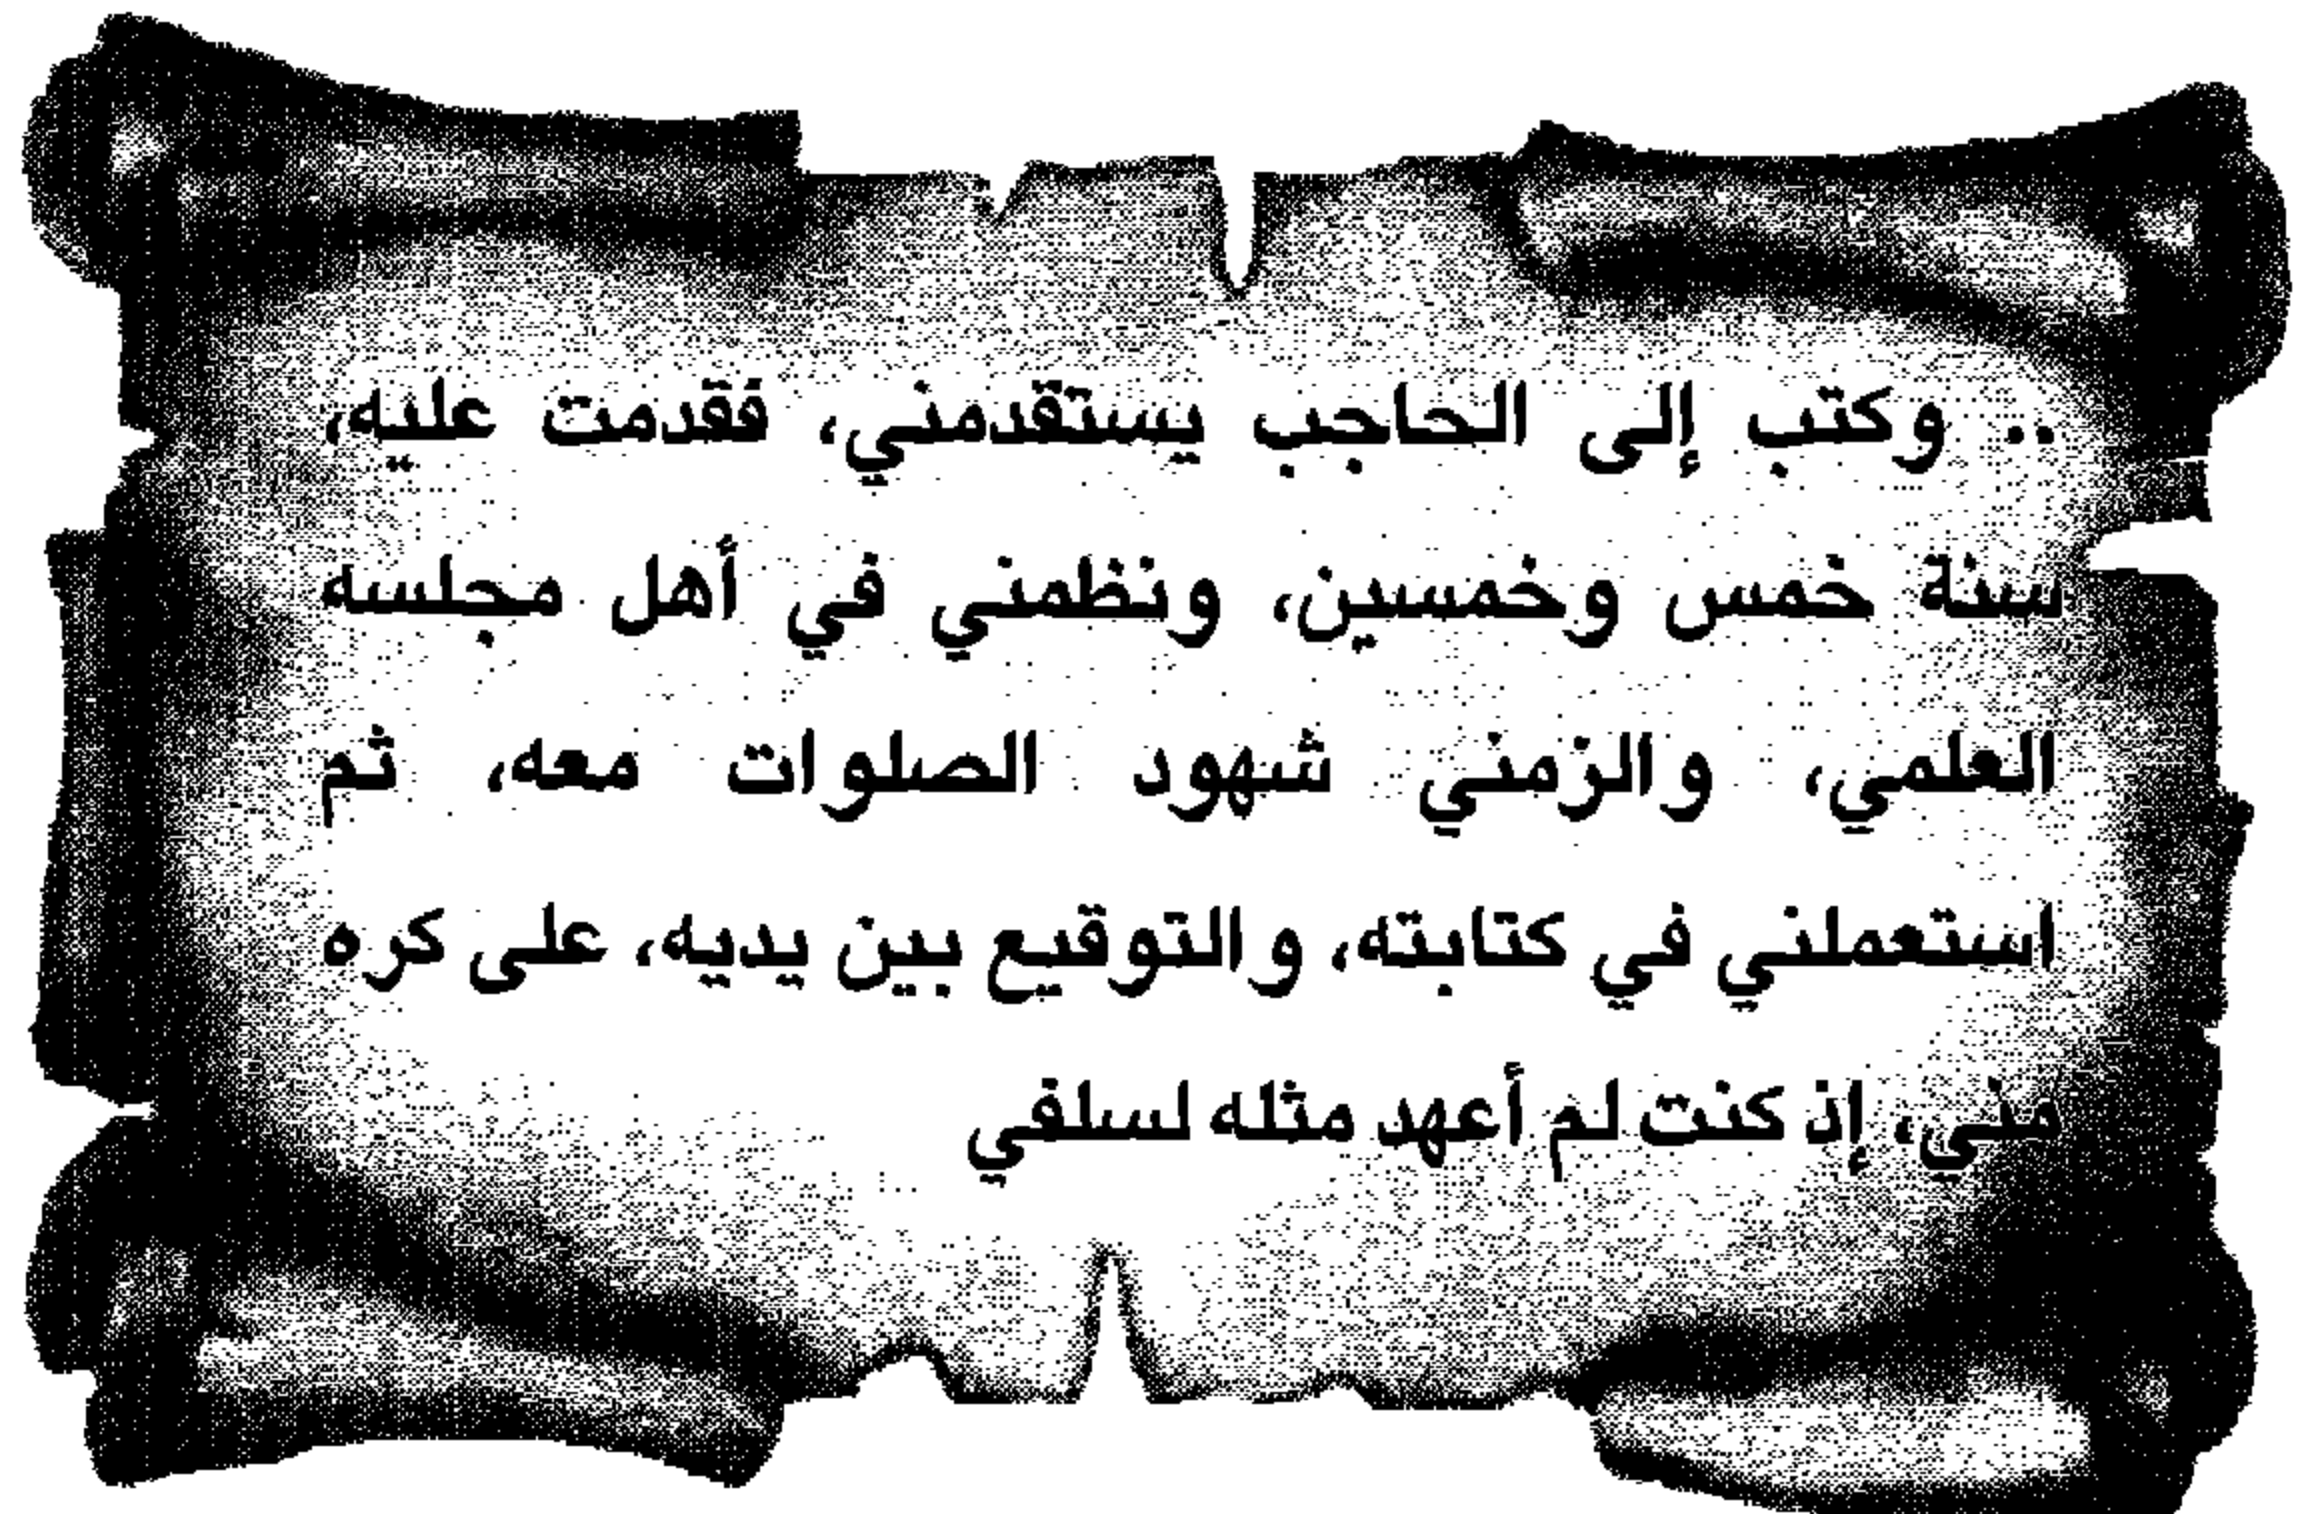 .. وكتب إلى الحاجب يستقدمني، فقدمت عليه،
سنة خمس وخمسين، ونظمني في أهل مجلسه
العلمي، والزمني شهود الصلوات معه، ثم
استعملني في كتابته، والتوقيع بين يديه، على كره
مني، إذ كنت لم أعهد مثله لسلفي